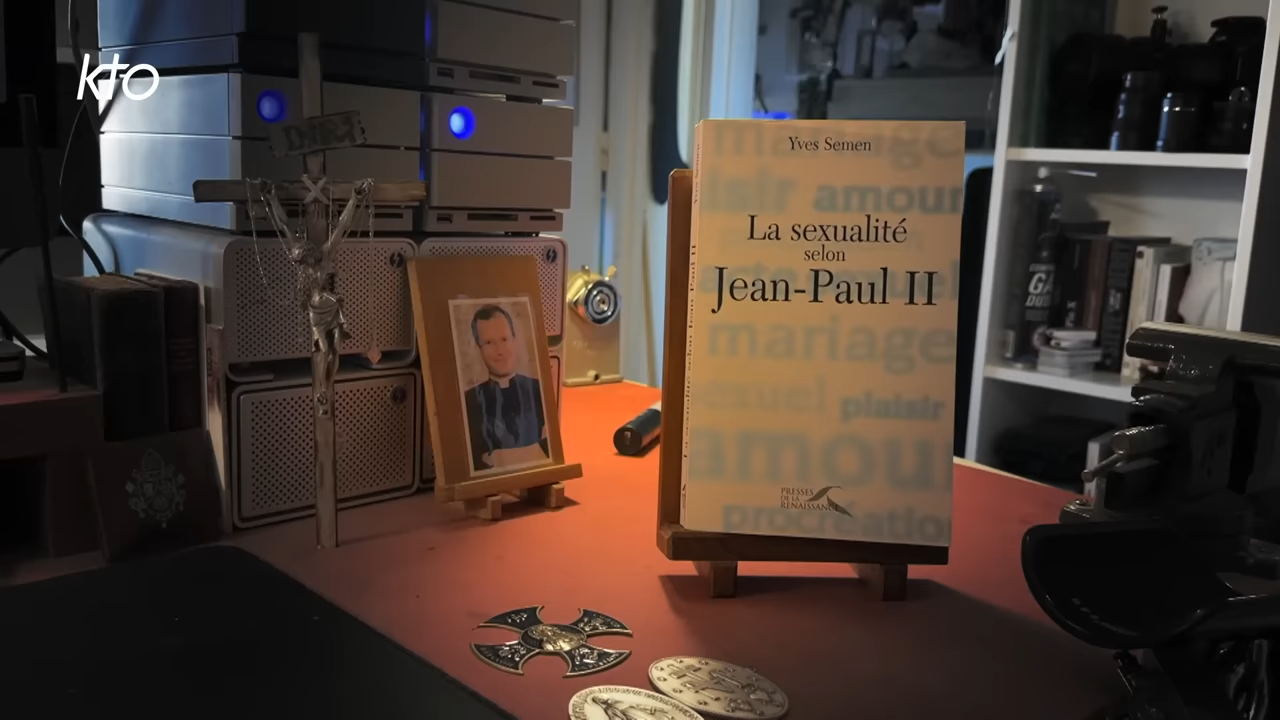 kto
Yves Semen
mariage
plaisir amour
La sexualité
selon
Jean-Paul II
mariage
sexuel plaisir
amour
PRESSES
DE LA
RENAISSANCE
procréation